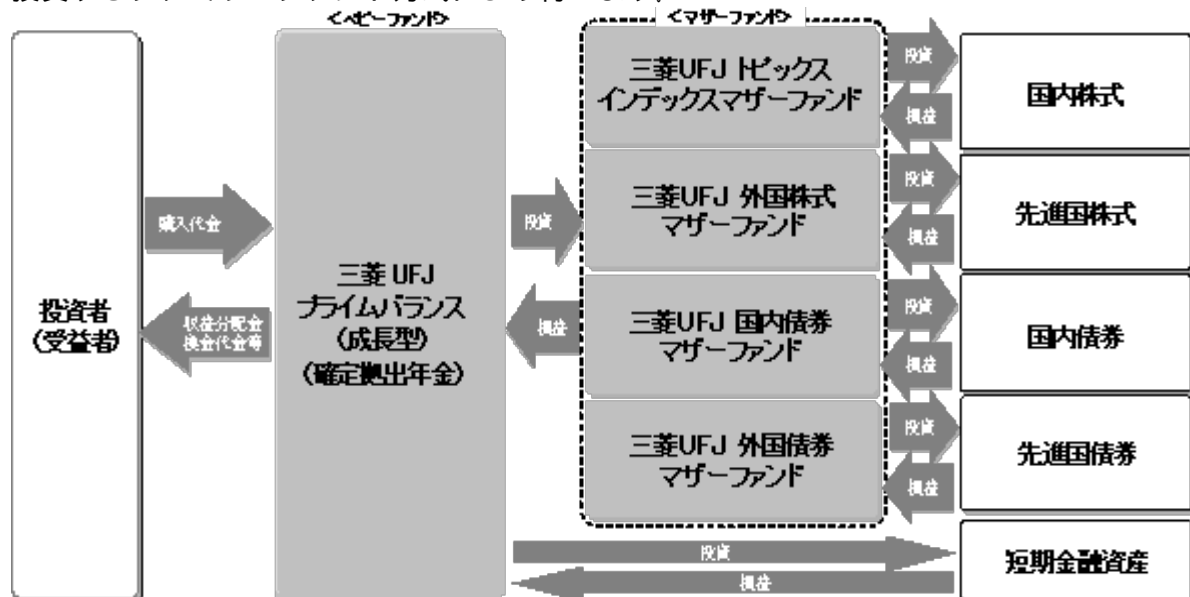 <ベビーファンド>
<マザーファンド>
投資者
(受益者)
購入代金
収益分配金
換金代金等
三菱 UFJ
プライムバランス
(成長型)
(確定拠出年金)
投資
損益
三菱UFJ トピックス
インデックスマザーファンド
三菱UFJ 外国株式
マザーファンド
三菱UFJ 国内債券
マザーファンド
三菱UFJ 外国債券
マザーファンド
投資
損益
国内株式
投資
損益
先進国株式
投資
損益
国内債券
投資
損益
先進国債券
投資
損益
短期金融資産